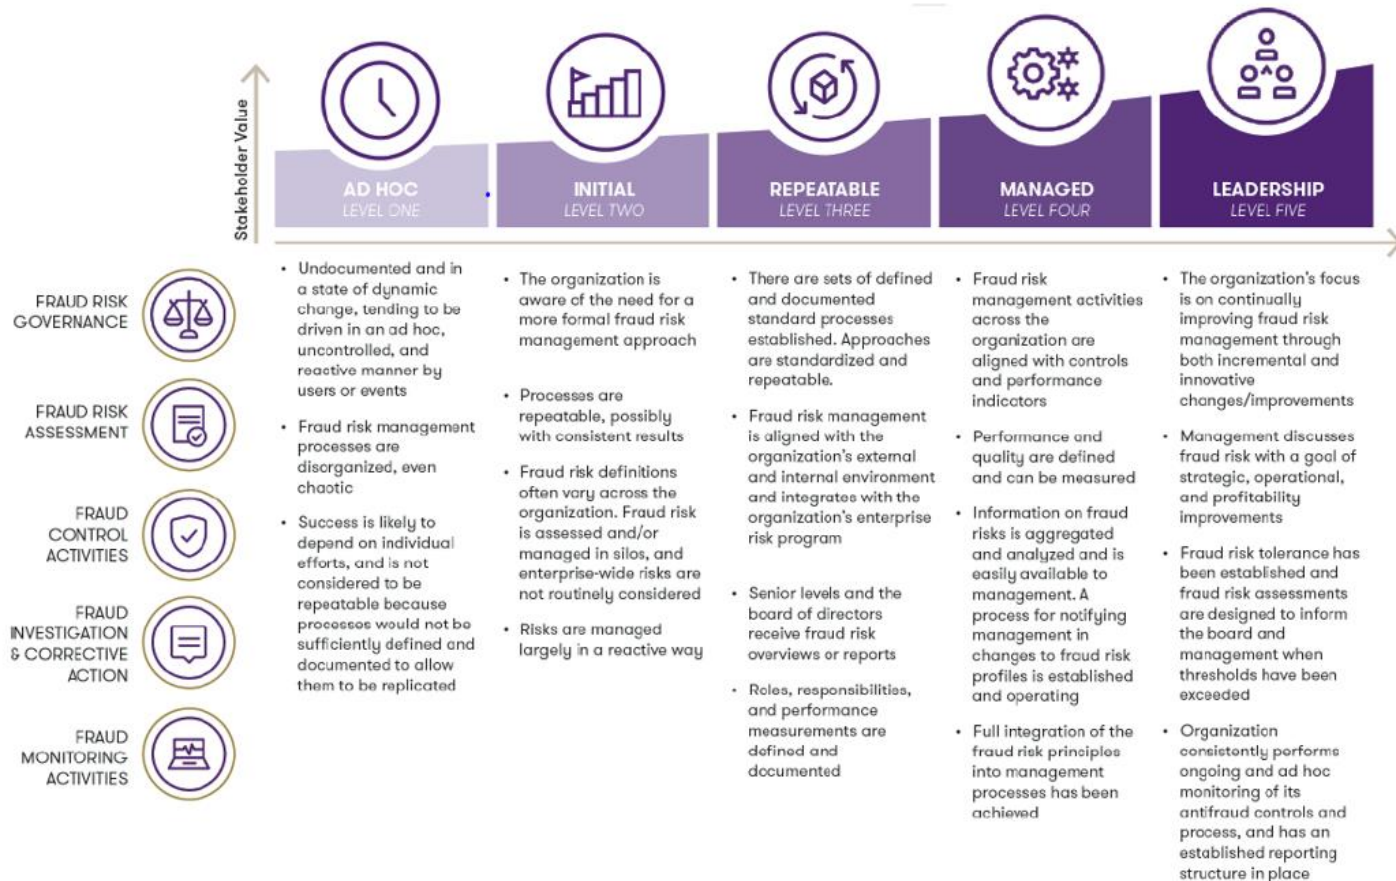 Stakeholder Value
AD HOC
LEVEL ONE
INITIAL
LEVEL TWO
REPEATABLE
LEVEL THREE
MANAGED
LEVEL FOUR
LEADERSHIP
LEVEL FIVE
FRAUD RISK
GOVERNANCE
FRAUD RISK
ASSESSMENT
FRAUD
CONTROL
ACTIVITIES
FRAUD
INVESTIGATION
& CORRECTIVE
ACTION
FRAUD
MONITORING
ACTIVITIES
• Undocumented and in
a state of dynamic
change, tending to be
driven in an ad hoc,
uncontrolled, and
reactive manner by
users or events
• Fraud risk management
processes are
disorganized, even
chaotic
• Success is likely to
depend on individual
efforts, and is not
considered to be
repeatable because
processes would not be
sufficiently defined and
documented to allow
them to be replicated
• The organization is
aware of the need for a
more formal fraud risk
management approach
• Processes are
repeatable, possibly
with consistent results
• Fraud risk definitions
often vary across the
organization. Fraud risk
is assessed and/or
managed in silos, and
enterprise-wide risks are
not routinely considered
• Risks are managed
largely in a reactive way
• There are sets of defined
and documented
standard processes
established. Approaches
are standardized and
repeatable.
• Fraud risk management
is aligned with the
organization's external
and internal environment
and integrates with the
organization's enterprise
risk program
• Senior levels and the
board of directors
receive fraud risk
overviews or reports
• Roles, responsibilities,
and performance
measurements are
defined and
documented
• Fraud risk
management activities
across the
organization are
aligned with controls
and performance
indicators
• Performance and
quality are defined
and can be measured
• Information on fraud
risks is aggregated
and analyzed and is
easily available to
management. A
process for notifying
management in
changes to fraud risk
profiles is established
and operating
• Full integration of the
fraud risk principles
into management
processes has been
achieved
• The organization's focus
is on continually
improving fraud risk
management through
both incremental and
innovative
changes/improvements
• Management discusses
fraud risk with a goal of
strategic, operational,
and profitability
improvements
• Fraud risk tolerance has
been established and
fraud risk assessments
are designed to inform
the board and
management when
thresholds have been
exceeded
• Organization
consistently performs
ongoing and ad hoc
monitoring of its
antifraud controls and
process, and has an
established reporting
structure in place